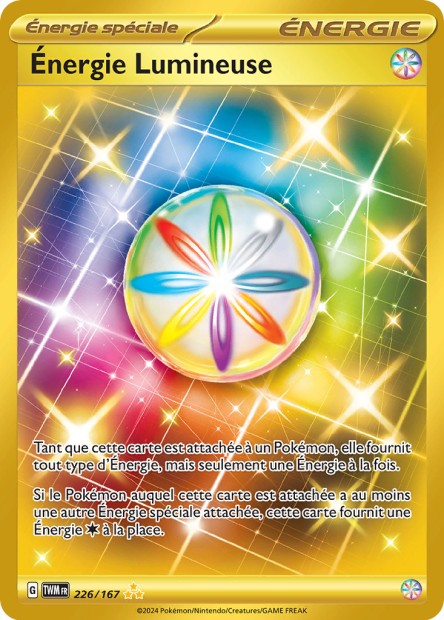 Énergie spéciale
ÉNERGIE
Énergie Lumineuse
Tant que cette carte est attachée à un Pokémon, elle fournit
tout type d'Énergie, mais seulement une Énergie à la fois.
Si le Pokémon auquel cette carte est attachée a au moins
une autre Énergie spéciale attachée, cette carte fournit une
Énergie à la place.
G TWM FR 226/167
©2024 Pokémon/Nintendo/Creatures/GAME FREAK